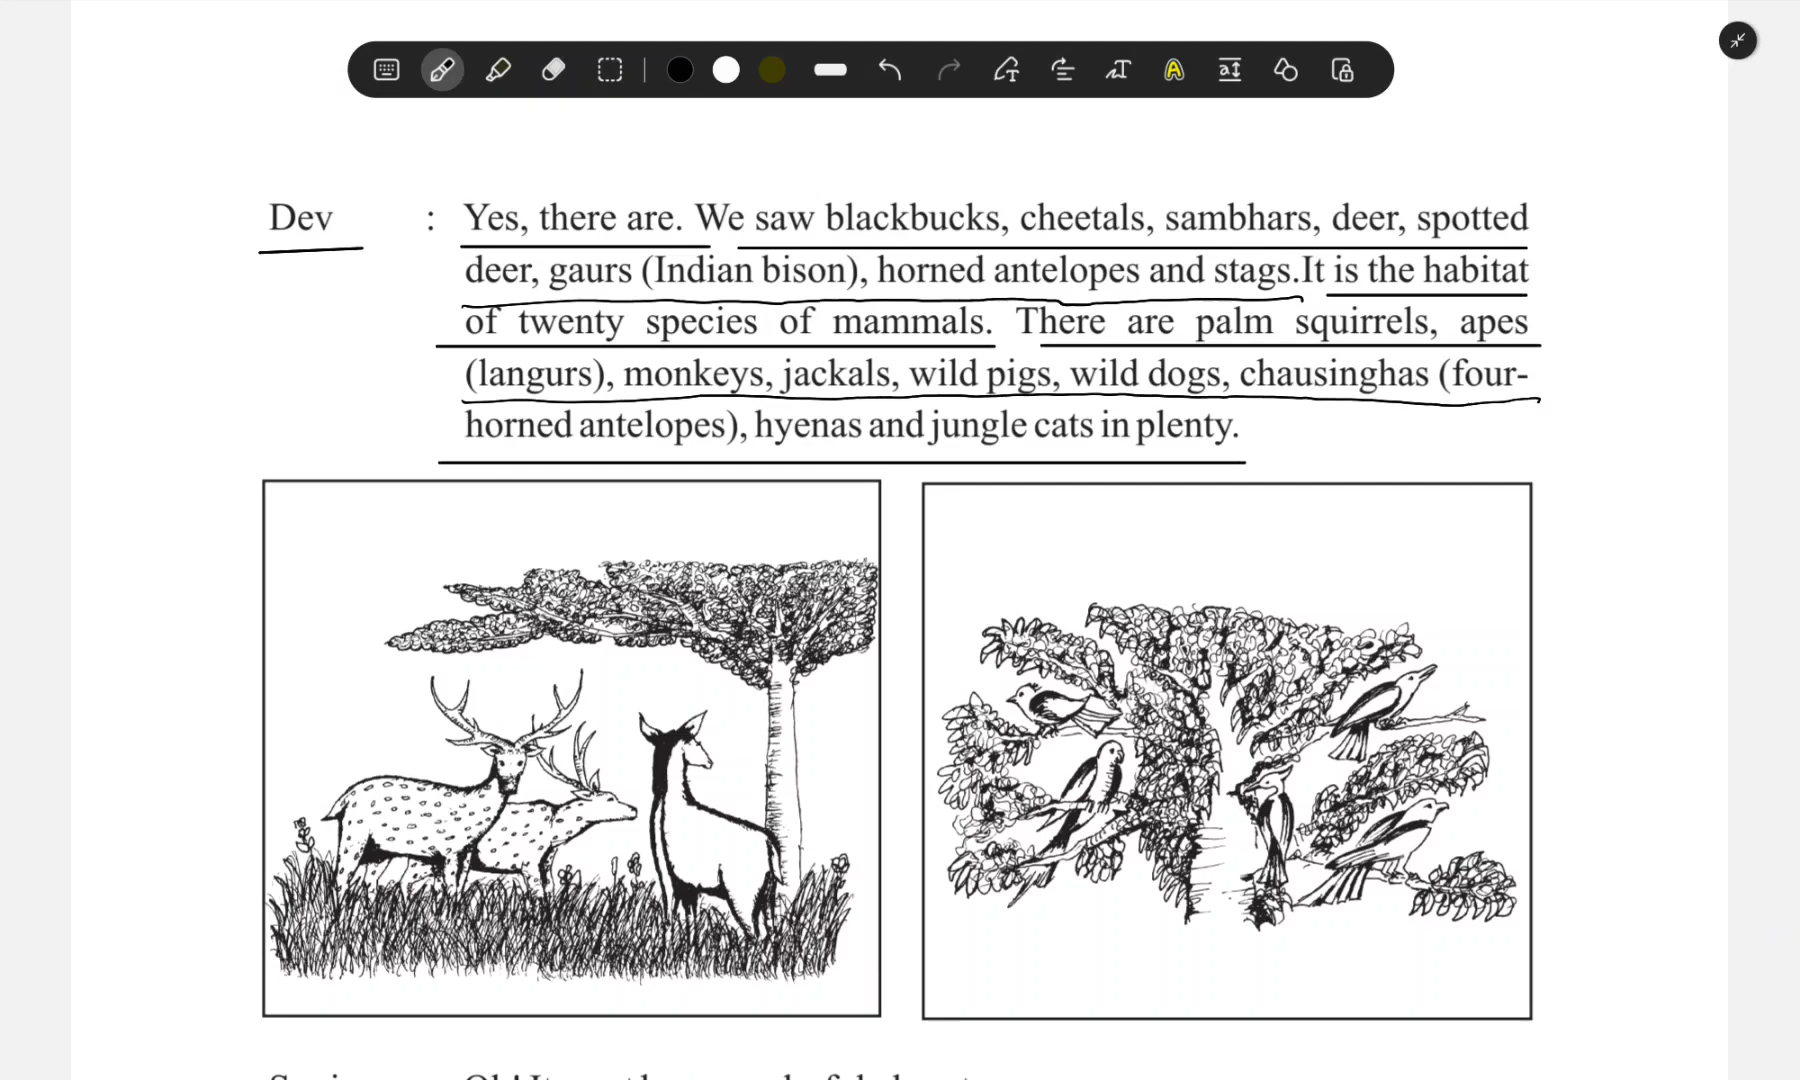 Dev : Yes, there are. We saw blackbucks, cheetals, sambhars, deer, spotted
deer, gaurs (Indian bison), horned antelopes and stags.It is the habitat
of twenty species of mammals. There are palm squirrels, apes
(langurs), monkeys, jackals, wild pigs, wild dogs, chausinghas (four-
horned antelopes), hyenas and jungle cats in plenty.